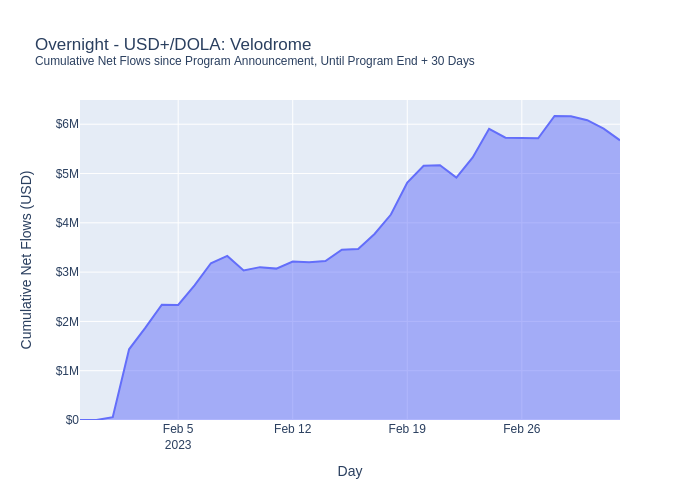 Overnight - USD+/DOLA: Velodrome
Cumulative Net Flows since Program Announcement, Until Program End + 30 Days
Cumulative Net Flows (USD)
$6M
$5M
$4M
$3M
$2M
$1M
$0
Feb 5
2023
Feb 12
Feb 19
Feb 26
Day